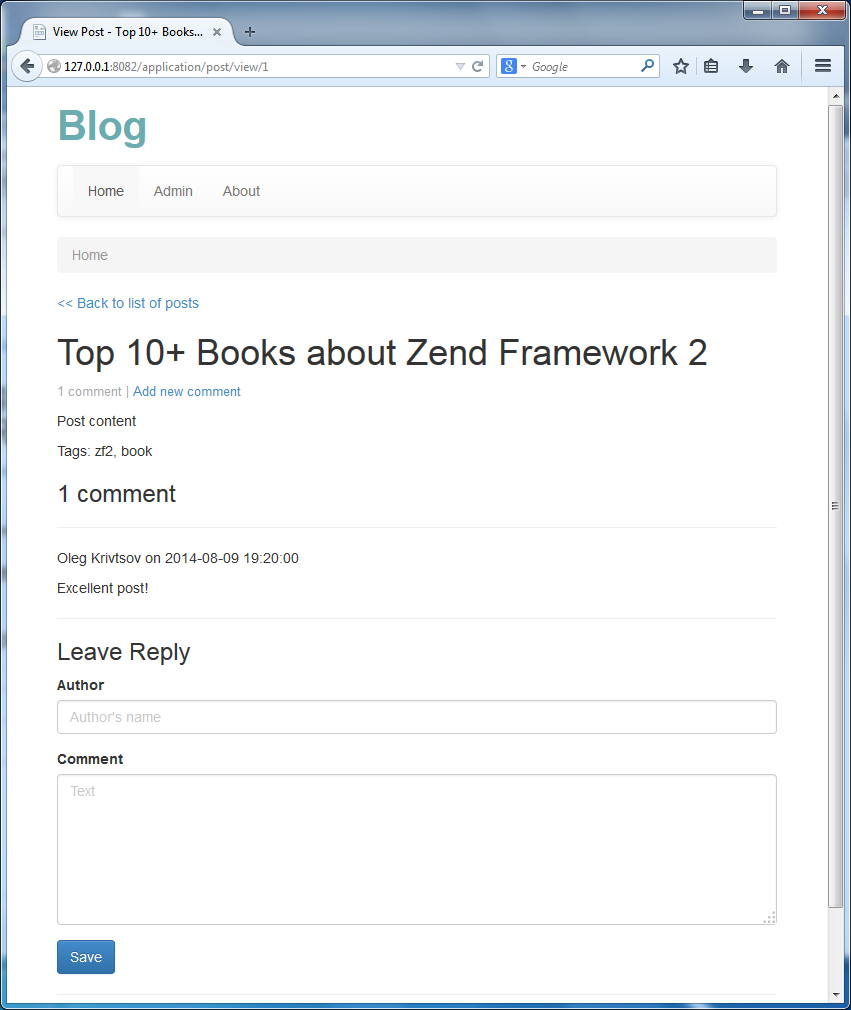 View Post - Top 10+ Books...
127.0.0.1:8082/application/post/view/1
Google
Blog
Home Admin About
Home
<< Back to list of posts
Top 10+ Books about Zend Framework 2
1 comment | Add new comment
Post content
Tags: zf2, book
1 comment
Oleg Krivtsov on 2014-08-09 19:20:00
Excellent post!
Leave Reply
Author
Author's name
Comment
Text
Save